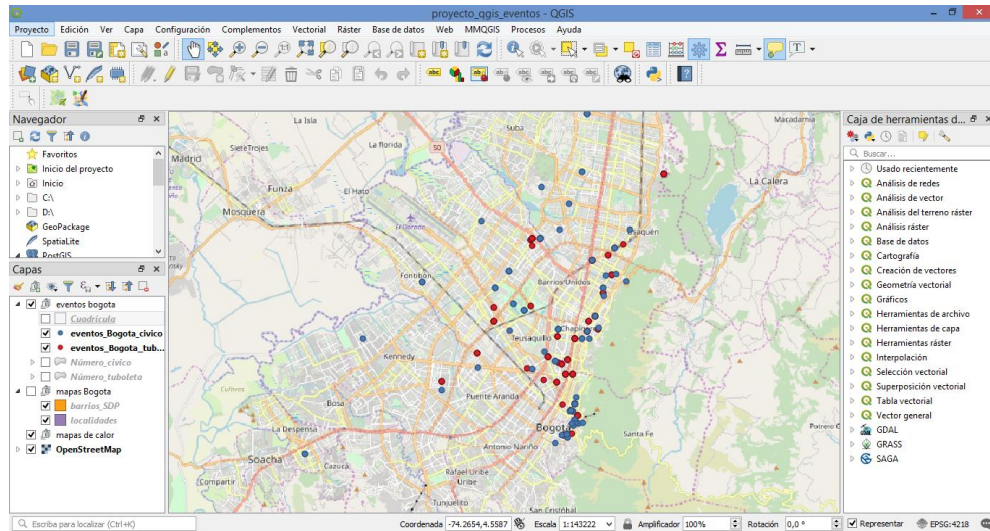 proyecto_qgis_eventos - QGIS
Proyecto Edición Ver Capa Configuración Complementos Vectorial Ráster Base de datos Web MMQGIS Procesos Ayuda
Navegador
Favoritos
Inicio del proyecto
Inicio
C:\
D:\
GeoPackage
SpatiaLite
PostGIS
Capas
eventos bogota
Cuadrícula
eventos_Bogota_civico
eventos_Bogota_tub...
Número_civico
Número_tuboleta
mapas Bogota
barrios_SDP
localidades
mapas de calor
OpenStreetMap
La Isla
Suba
Macadamia
SieteTrojes
La florida
50
Madrid
La Calera
Funza
El Hato
Mosquera
El Dorado
Usaquén
Fontibón
Barrios Unidos
Chapinero
Teusaquillo
Kennedy
Puente Aranda
Bosa
La Despensa
Bogotá
Santa Fe
Potrero G
Antonio Nariño
Soacha
Cazucá
Rafael Uribe
Uribe
Compartir
Tunjuelito
San Cristóbal
Caja de herramientas d...
Buscar...
Usado recientemente
Análisis de redes
Análisis de vector
Análisis del terreno ráster
Análisis ráster
Base de datos
Cartografía
Creación de vectores
Geometría vectorial
Gráficos
Herramientas de archivo
Herramientas de capa
Herramientas ráster
Interpolación
Selección vectorial
Superposición vectorial
Tabla vectorial
Vector general
GDAL
GRASS
SAGA
Escriba para localizar (Ctrl+K)
Coordenada -74.2654,4.5587 Escala 1:143222 Amplificador 100% Rotación 0,0 ° Representar EPSG:4218